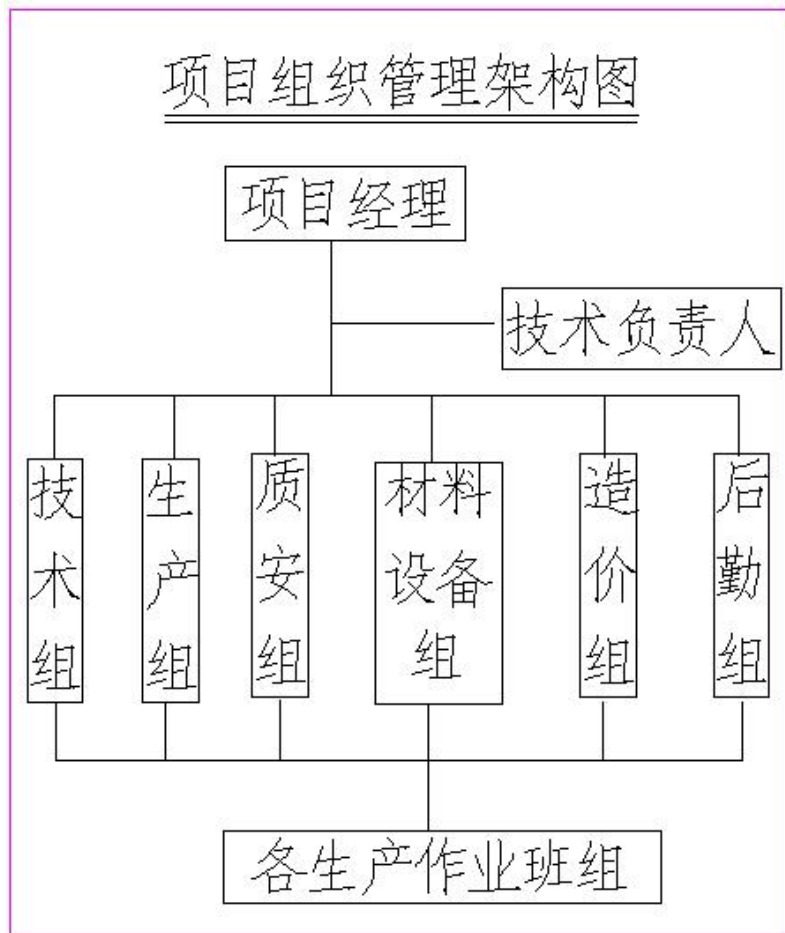 项目组织管理架构图
项目经理
技术负责人
技术组
生产组
质安组
材料
设备
组
造价组
后勤组
各生产作业班组